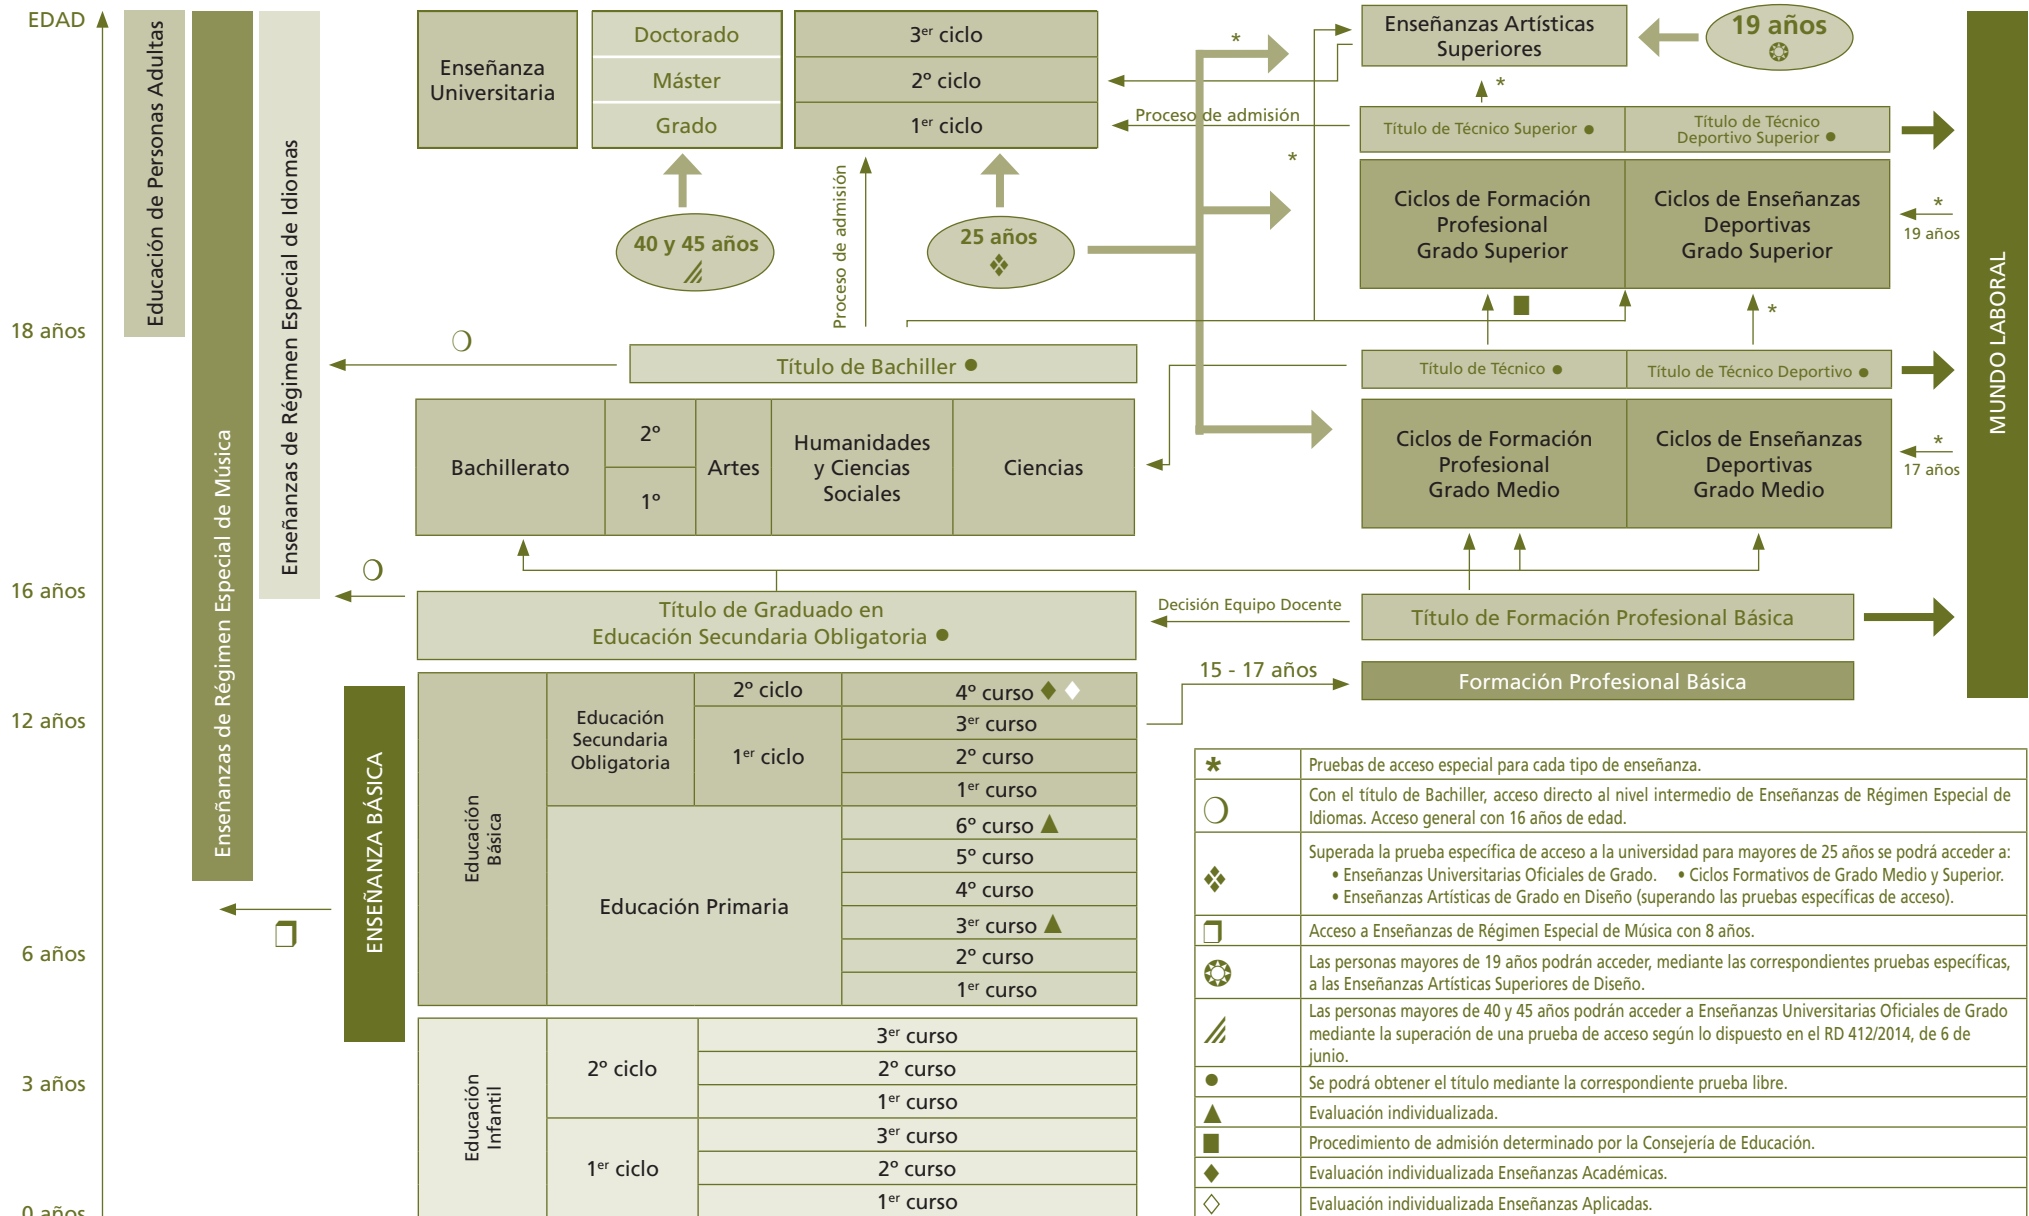 EDAD
18 años
16 años
12 años
6 años
3 años
0 años
Educación de Personas Adultas
Enseñanzas de Régimen Especial de Música
Enseñanzas de Régimen Especial de Idiomas
ENSEÑANZA BÁSICA
Enseñanza
Universitaria
Doctorado
Máster
Grado
3er ciclo
2º ciclo
1er ciclo
40 y 45 años
25 años
Proceso de admisión
Proceso de admisión
*
*
Enseñanzas Artísticas
Superiores
19 años
*
Título de Técnico Superior ●
Título de Técnico
Deportivo Superior ●
Ciclos de Formación
Profesional
Grado Superior
Ciclos de Enseñanzas
Deportivas
Grado Superior
*
19 años
■
*
MUNDO LABORAL
❍
Título de Bachiller ●
Título de Técnico ●
Título de Técnico Deportivo ●
Bachillerato
2º
1º
Artes
Humanidades
y Ciencias
Sociales
Ciencias
Ciclos de Formación
Profesional
Grado Medio
Ciclos de Enseñanzas
Deportivas
Grado Medio
*
17 años
❍
Título de Graduado en
Educación Secundaria Obligatoria ●
Decisión Equipo Docente
Título de Formación Profesional Básica
15 - 17 años
Formación Profesional Básica
Educación
Básica
Educación
Secundaria
Obligatoria
2º ciclo
1er ciclo
4º curso ♦ ♦
3er curso
2º curso
1er curso
Educación Primaria
6º curso ▲
5º curso
4º curso
3er curso ▲
2º curso
1er curso
❒
Educación
Infantil
2º ciclo
3er curso
2º curso
1er curso
1er ciclo
3er curso
2º curso
1er curso
* Pruebas de acceso especial para cada tipo de enseñanza.
❍ Con el título de Bachiller, acceso directo al nivel intermedio de Enseñanzas de Régimen Especial de
Idiomas. Acceso general con 16 años de edad.
❖ Superada la prueba específica de acceso a la universidad para mayores de 25 años se podrá acceder a:
• Enseñanzas Universitarias Oficiales de Grado. • Ciclos Formativos de Grado Medio y Superior.
• Enseñanzas Artísticas de Grado en Diseño (superando las pruebas específicas de acceso).
❒ Acceso a Enseñanzas de Régimen Especial de Música con 8 años.
Las personas mayores de 19 años podrán acceder, mediante las correspondientes pruebas específicas,
a las Enseñanzas Artísticas Superiores de Diseño.
Las personas mayores de 40 y 45 años podrán acceder a Enseñanzas Universitarias Oficiales de Grado
mediante la superación de una prueba de acceso según lo dispuesto en el RD 412/2014, de 6 de
junio.
● Se podrá obtener el título mediante la correspondiente prueba libre.
▲ Evaluación individualizada.
■ Procedimiento de admisión determinado por la Consejería de Educación.
♦ Evaluación individualizada Enseñanzas Académicas.
◇ Evaluación individualizada Enseñanzas Aplicadas.